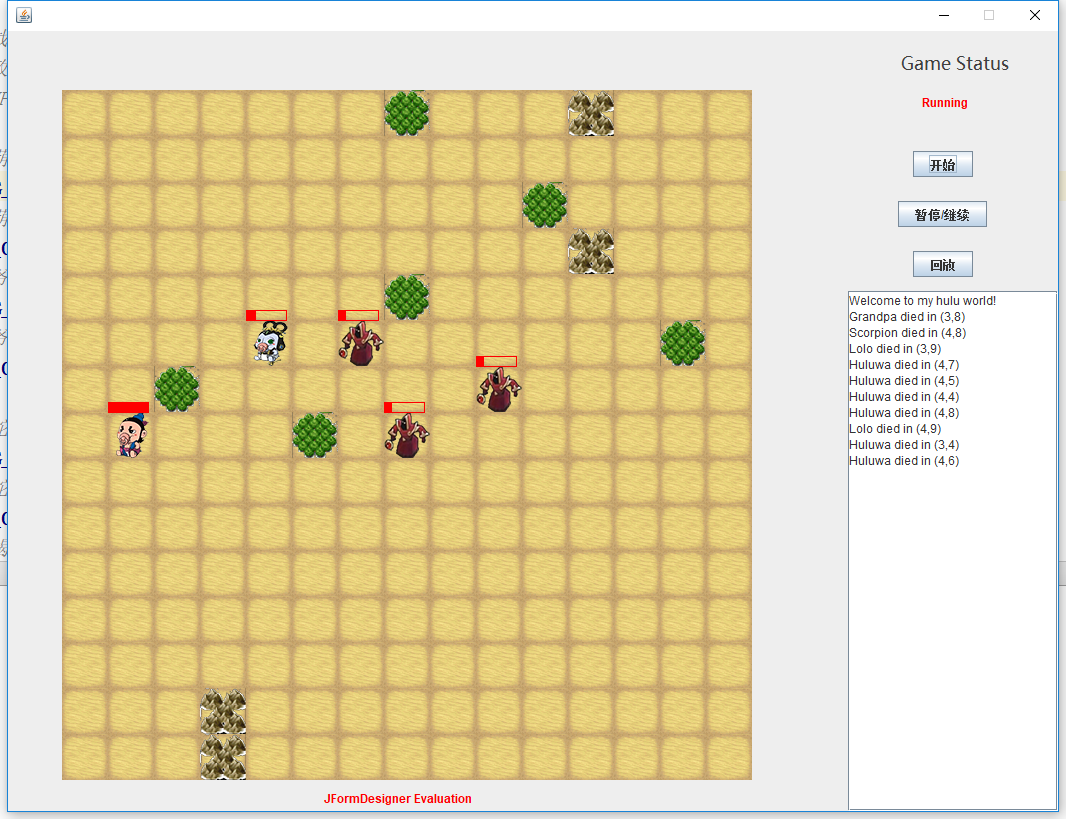 Game Status
Running
开始
暂停/继续
回放
Welcome to my hulu world!
Grandpa died in (3,8)
Scorpion died in (4,8)
Lolo died in (3,9)
Huluwa died in (4,7)
Huluwa died in (4,5)
Huluwa died in (4,4)
Huluwa died in (4,8)
Lolo died in (4,9)
Huluwa died in (3,4)
Huluwa died in (4,6)
JFormDesigner Evaluation